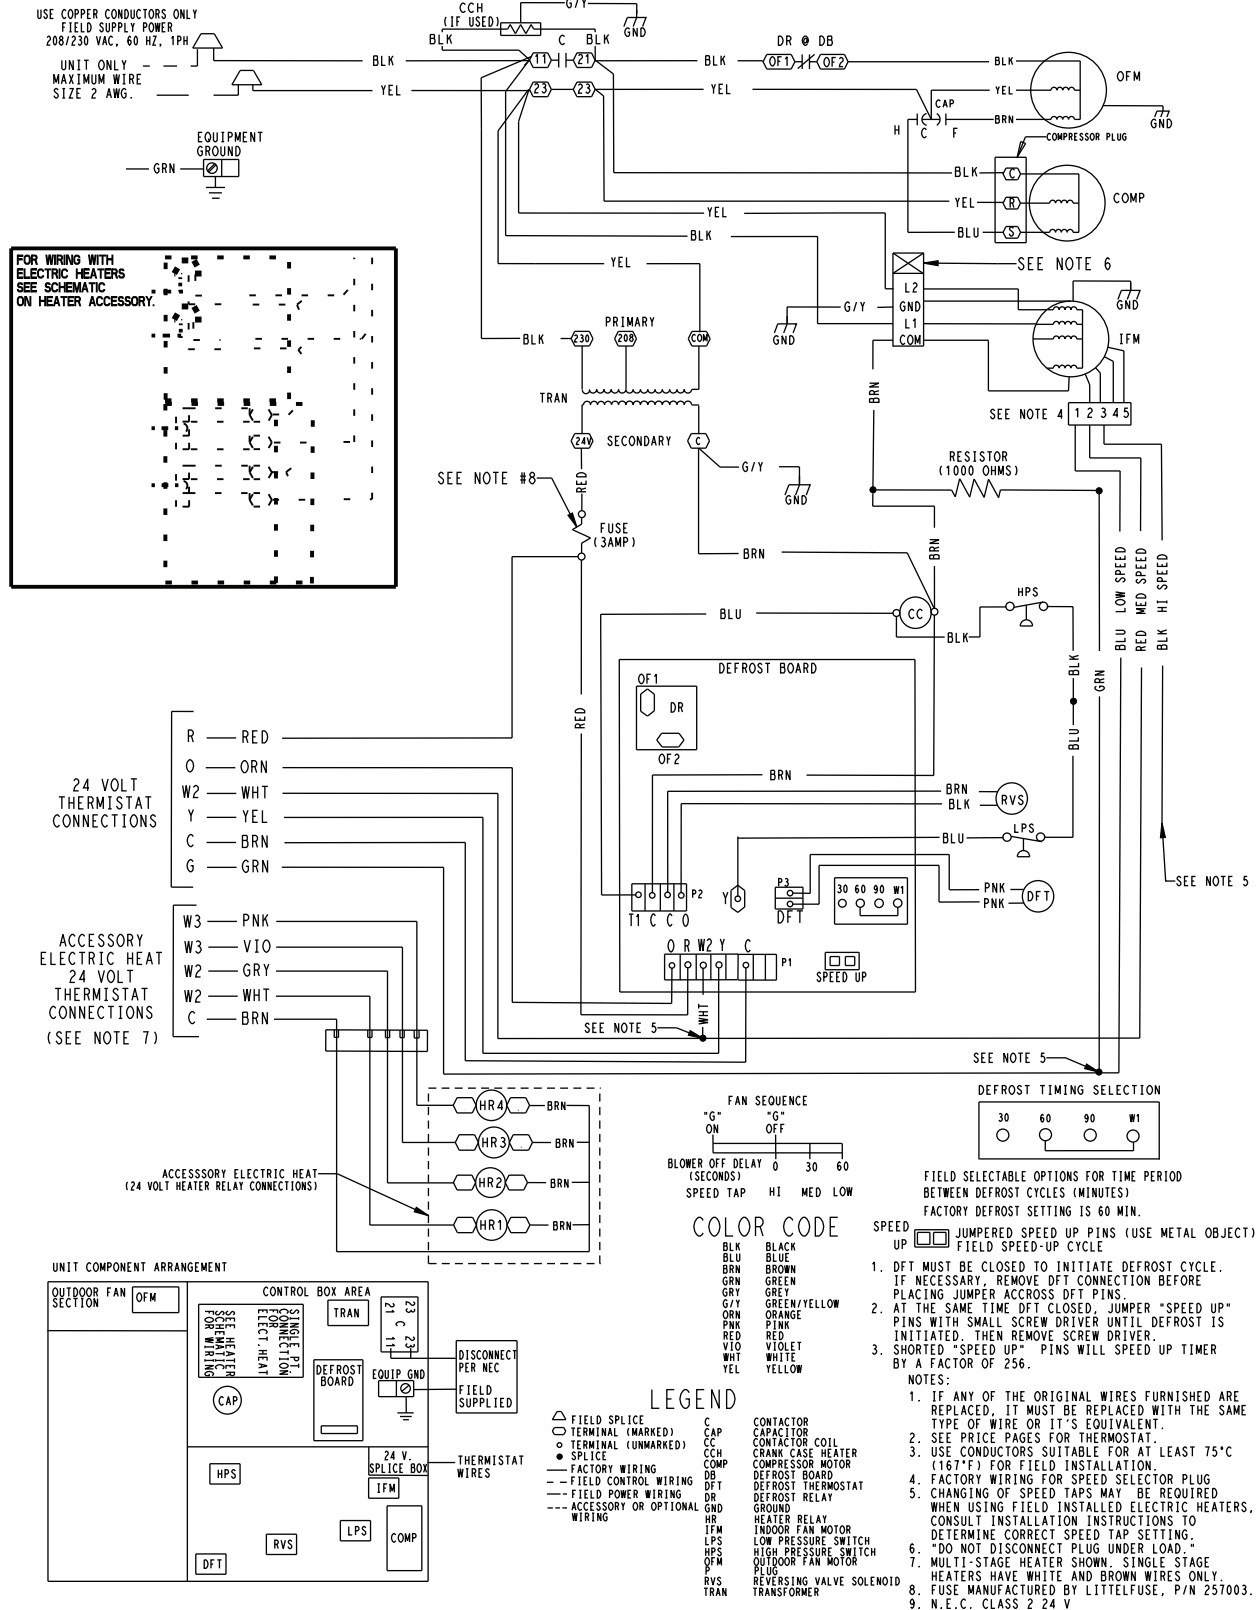 USE COPPER CONDUCTORS ONLY
FIELD SUPPLY POWER
208/230 VAC, 60 HZ, 1PH
UNIT ONLY
MAXIMUM WIRE
SIZE 2 AWG.
CCH
(IF USED)
G/Y
GND
BLK
BLK
C
11
21
BLK
BLK
DR @ DB
OF1
OF2
BLK
OFM
YEL
23
23
YEL
YEL
CAP
BRN
H
C
F
GND
COMPRESSOR PLUG
EQUIPMENT
GROUND
GRN
BLK
C
YEL
R
COMP
BLU
S
YEL
BLK
YEL
SEE NOTE 6
FOR WIRING WITH
ELECTRIC HEATERS
SEE SCHEMATIC
ON HEATER ACCESSORY.
L2
GND
L1
COM
G/Y
GND
GND
IFM
PRIMARY
BLK
230
208
COM
TRAN
24V
SECONDARY
C
BRN
SEE NOTE 4
1 2 3 4 5
RED
G/Y
GND
SEE NOTE #8
FUSE
(3AMP)
RESISTOR
(1000 OHMS)
BRN
BRN
BLU LOW SPEED
RED MED SPEED
BLK HI SPEED
BLU
CC
HPS
BLK
BLK
GRN
DEFROST BOARD
OF1
DR
OF2
RED
BLU
24 VOLT
THERMISTAT
CONNECTIONS
R RED
O ORN
W2 WHT
Y YEL
C BRN
G GRN
BRN
BRN
BLK
RVS
BLU
LPS
P2
T1 C C O
Y
P3
DFT
30 60 90 W1
PNK
PNK
DFT
SEE NOTE 5
O R W2 Y C
P1
SPEED UP
ACCESSORY
ELECTRIC HEAT
24 VOLT
THERMISTAT
CONNECTIONS
(SEE NOTE 7)
W3 PNK
W3 VIO
W2 GRY
W2 WHT
C BRN
SEE NOTE 5
WHT
SEE NOTE 5
HR4
BRN
HR3
BRN
HR2
BRN
HR1
BRN
ACCESSSORY ELECTRIC HEAT
(24 VOLT HEATER RELAY CONNECTIONS)
FAN SEQUENCE
"G" "G"
ON OFF
BLOWER OFF DELAY 0 30 60
(SECONDS)
SPEED TAP HI MED LOW
DEFROST TIMING SELECTION
30 60 90 W1
FIELD SELECTABLE OPTIONS FOR TIME PERIOD
BETWEEN DEFROST CYCLES (MINUTES)
FACTORY DEFROST SETTING IS 60 MIN.
SPEED
UP
JUMPERED SPEED UP PINS (USE METAL OBJECT)
FIELD SPEED-UP CYCLE
1. DFT MUST BE CLOSED TO INITIATE DEFROST CYCLE.
IF NECESSARY, REMOVE DFT CONNECTION BEFORE
PLACING JUMPER ACCROSS DFT PINS.
2. AT THE SAME TIME DFT CLOSED, JUMPER "SPEED UP"
PINS WITH SMALL SCREW DRIVER UNTIL DEFROST IS
INITIATED. THEN REMOVE SCREW DRIVER.
3. SHORTED "SPEED UP" PINS WILL SPEED UP TIMER
BY A FACTOR OF 256.
COLOR CODE
BLK BLACK
BLU BLUE
BRN BROWN
GRN GREEN
GRY GREY
G/Y GREEN/YELLOW
ORN ORANGE
PNK PINK
RED RED
VIO VIOLET
WHT WHITE
YEL YELLOW
UNIT COMPONENT ARRANGEMENT
OUTDOOR FAN
SECTION
OFM
CONTROL BOX AREA
SINGLE PT.
CONNECTION
FOR
ELECT.HEAT
SEE HEATER
SCHEMATIC
FOR WIRING
TRAN
23
21
C
11
23
CAP
DEFROST
BOARD
EQUIP GND
DISCONNECT
PER NEC
FIELD
SUPPLIED
HPS
24 V.
SPLICE BOX
THERMISTAT
WIRES
IFM
LPS
COMP
RVS
DFT
LEGEND
FIELD SPLICE
TERMINAL (MARKED)
TERMINAL (UNMARKED)
SPLICE
FACTORY WIRING
FIELD CONTROL WIRING
FIELD POWER WIRING
ACCESSORY OR OPTIONAL
WIRING
C CONTACTOR
CAP CAPACITOR
CC CONTACTOR COIL
CCH CRANK CASE HEATER
COMP COMPRESSOR MOTOR
DB DEFROST BOARD
DFT DEFROST THERMOSTAT
DR DEFROST RELAY
GND GROUND
HR HEATER RELAY
IFM INDOOR FAN MOTOR
LPS LOW PRESSURE SWITCH
HPS HIGH PRESSURE SWITCH
OFM OUTDOOR FAN MOTOR
P PLUG
RVS REVERSING VALVE SOLENOID
TRAN TRANSFORMER
NOTES:
1. IF ANY OF THE ORIGINAL WIRES FURNISHED ARE
REPLACED, IT MUST BE REPLACED WITH THE SAME
TYPE OF WIRE OR IT'S EQUIVALENT.
2. SEE PRICE PAGES FOR THERMOSTAT.
3. USE CONDUCTORS SUITABLE FOR AT LEAST 75°C
(167°F) FOR FIELD INSTALLATION.
4. FACTORY WIRING FOR SPEED SELECTOR PLUG
5. CHANGING OF SPEED TAPS MAY BE REQUIRED
WHEN USING FIELD INSTALLED ELECTRIC HEATERS,
CONSULT INSTALLATION INSTRUCTIONS TO
DETERMINE CORRECT SPEED TAP SETTING.
6. "DO NOT DISCONNECT PLUG UNDER LOAD."
7. MULTI-STAGE HEATER SHOWN. SINGLE STAGE
HEATERS HAVE WHITE AND BROWN WIRES ONLY.
8. FUSE MANUFACTURED BY LITTELFUSE, P/N 257003.
9. N.E.C. CLASS 2 24 V